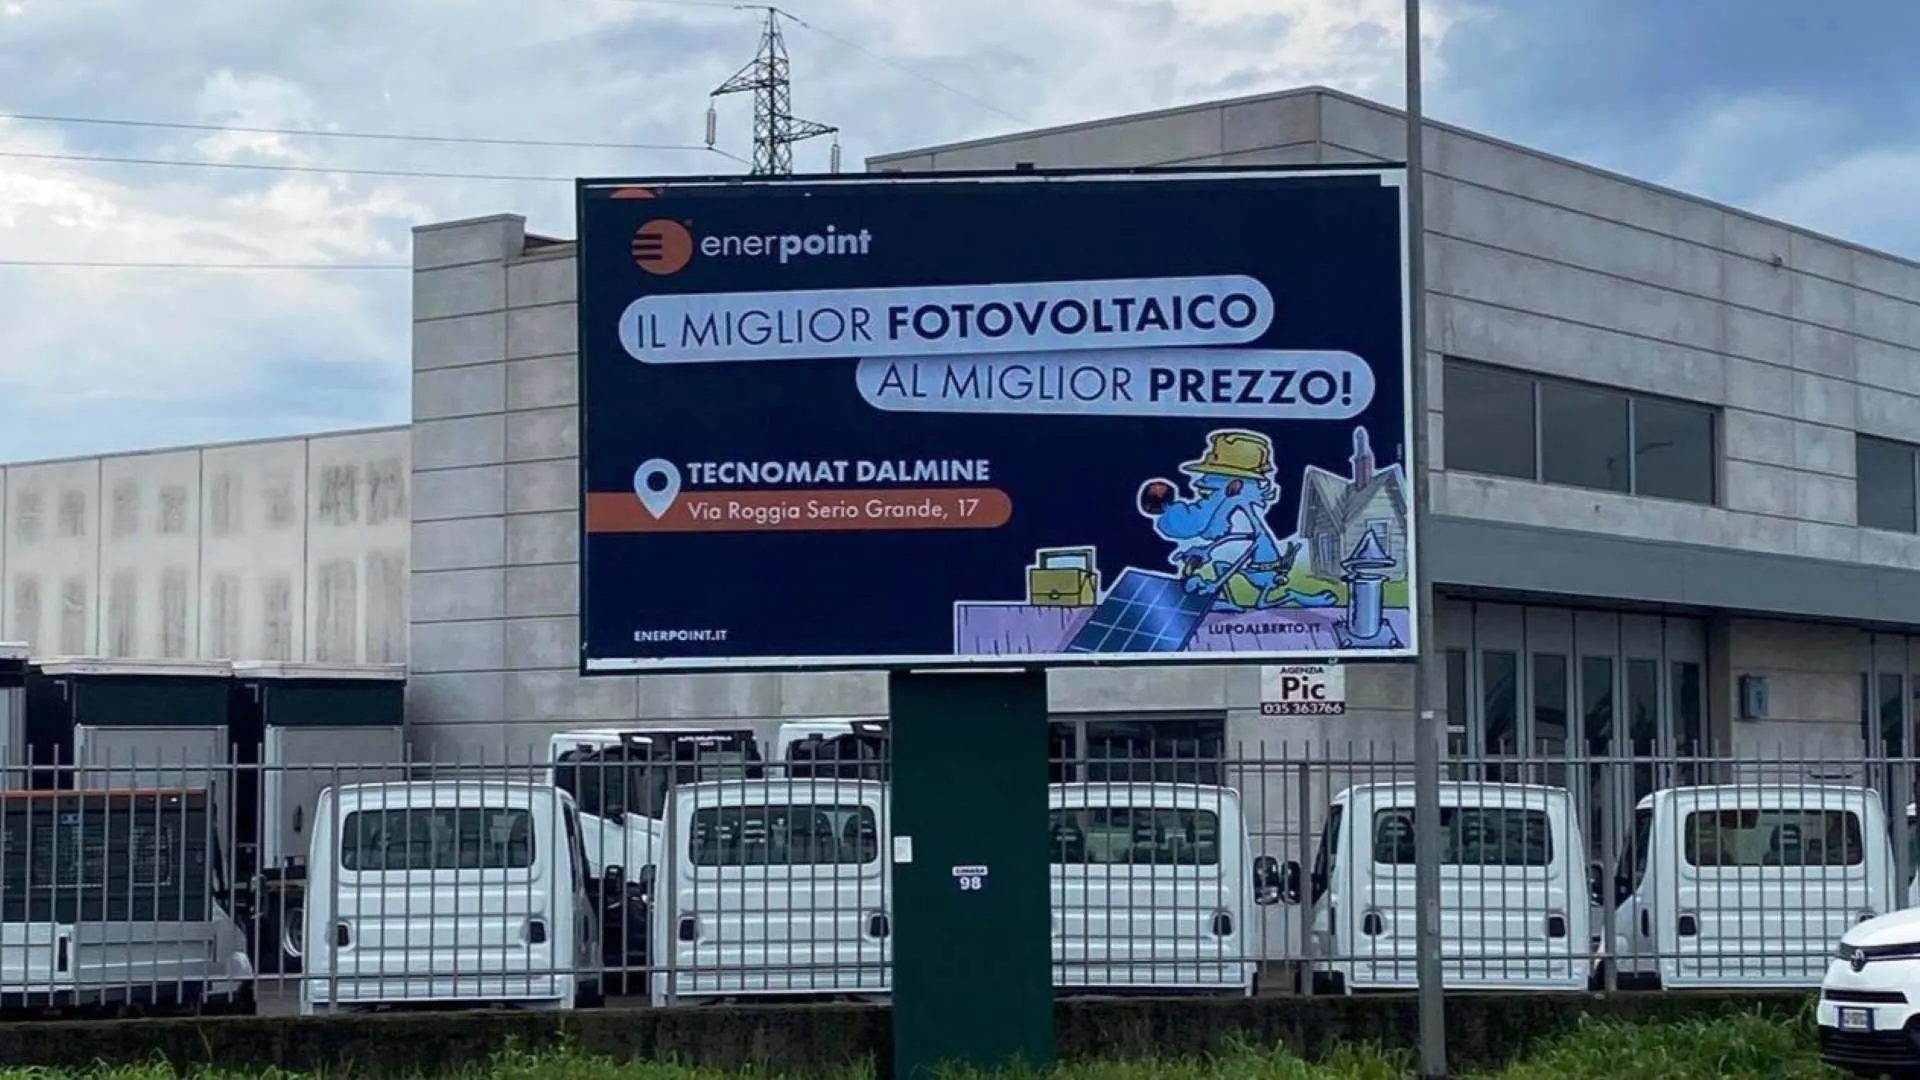 enerpoint
IL MIGLIOR FOTOVOLTAICO
AL MIGLIOR PREZZO!
TECNOMAT DALMINE
Via Roggia Serio Grande, 17
ENERPOINT.IT
LUPOALBERTO.IT
AGENZIA
Pic
035 363766
98